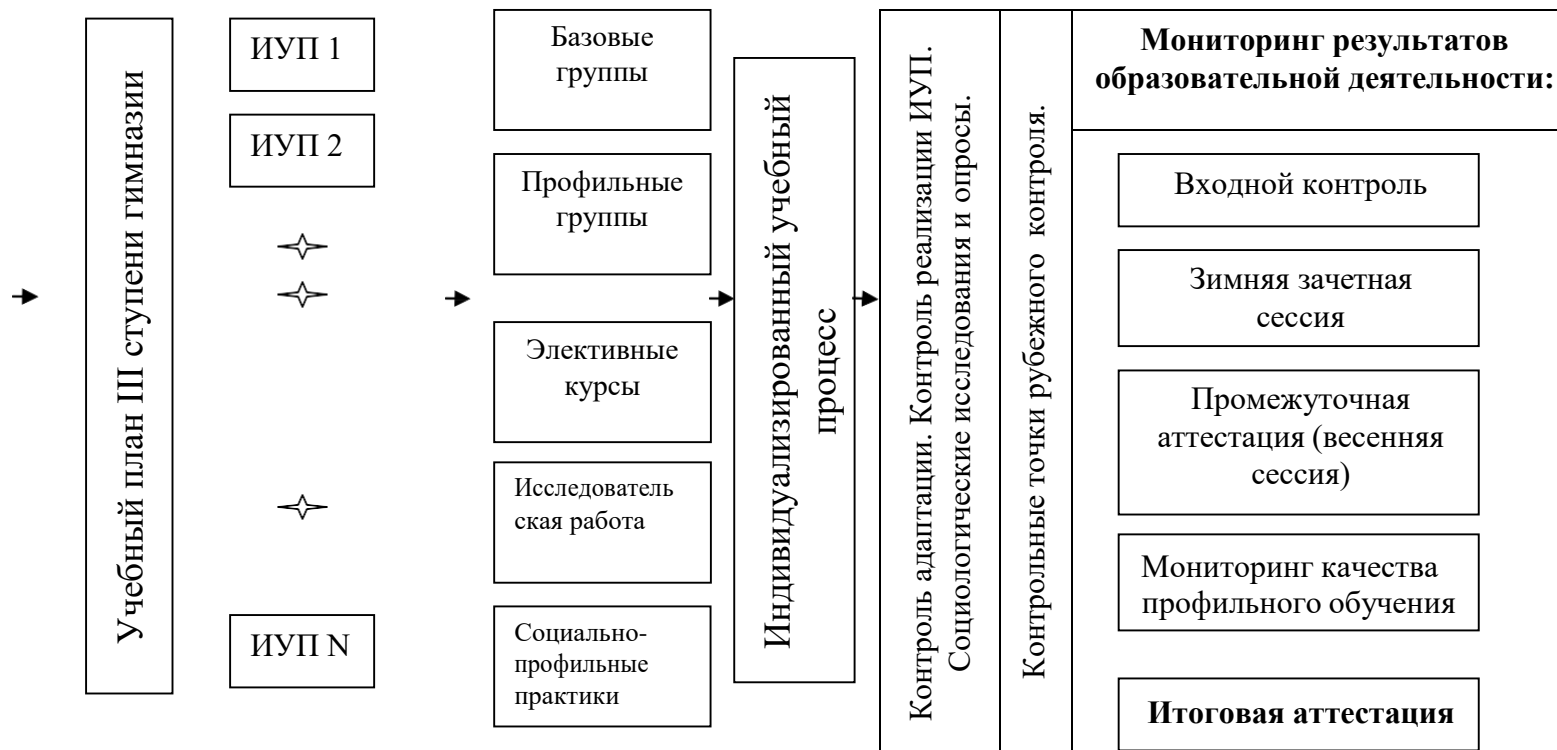 Учебный план III ступени гимназии
ИУП 1
ИУП 2
ИУП N
Базовые
группы
Профильные
группы
Элективные
курсы
Исследователь
ская работа
Социально-
профильные
практики
Индивидуализированный учебный
процесс
Контроль адаптации. Контроль реализации ИУП.
Социологические исследования и опросы.
Контрольные точки рубежного контроля.
Мониторинг результатов
образовательной деятельности:
Входной контроль
Зимняя зачетная
сессия
Промежуточная
аттестация (весенняя
сессия)
Мониторинг качества
профильного обучения
Итоговая аттестация